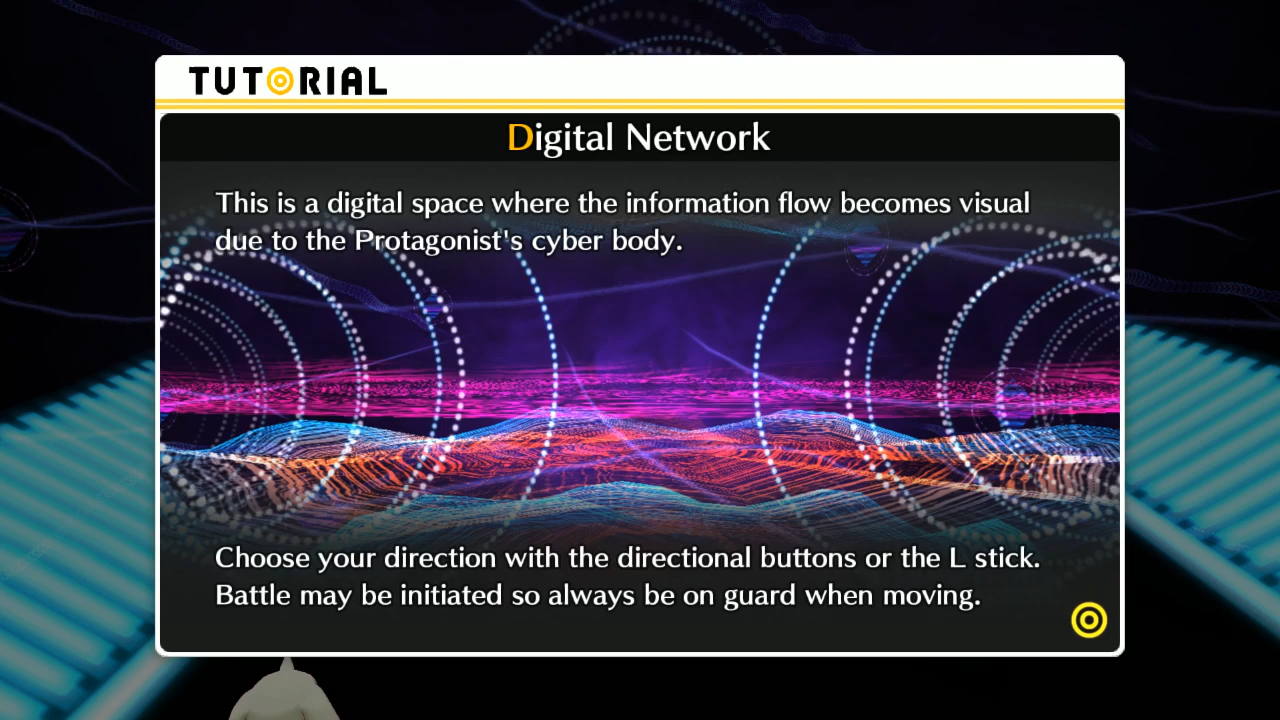 TUTORIAL
Digital Network
This is a digital space where the information flow becomes visual
due to the Protagonist's cyber body.
Choose your direction with the directional buttons or the L stick.
Battle may be initiated so always be on guard when moving.